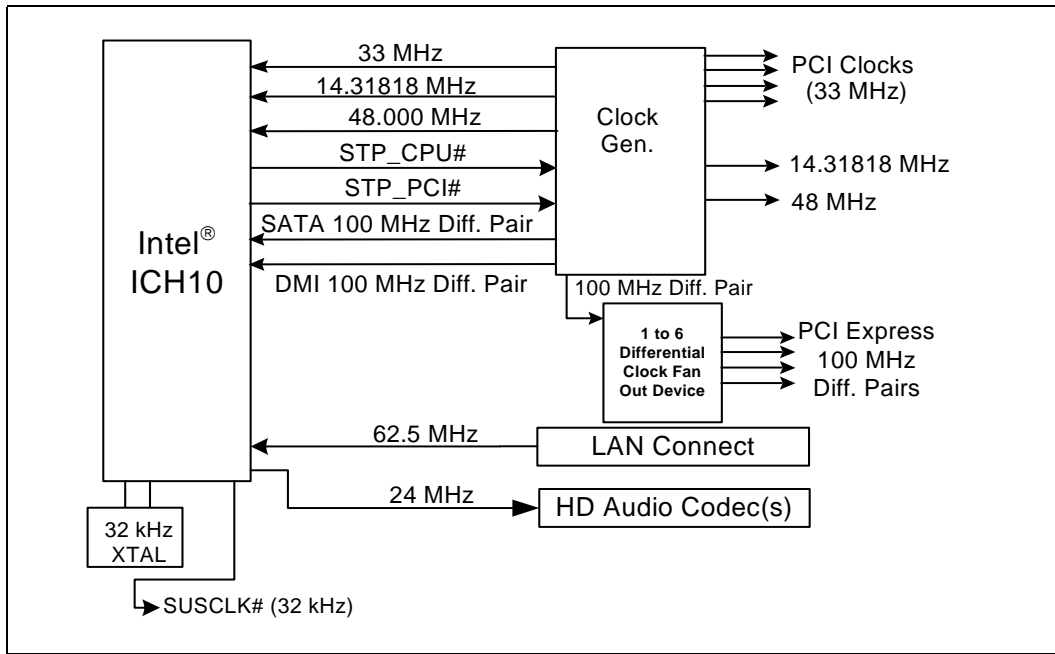 33 MHz
14.31818 MHz
48.000 MHz
STP_CPU#
STP_PCI#
SATA 100 MHz Diff. Pair
DMI 100 MHz Diff. Pair
Intel®
ICH10
Clock
Gen.
PCI Clocks
(33 MHz)
14.31818 MHz
48 MHz
100 MHz Diff. Pair
1 to 6
Differential
Clock Fan
Out Device
PCI Express
100 MHz
Diff. Pairs
62.5 MHz
LAN Connect
24 MHz
HD Audio Codec(s)
32 kHz
XTAL
SUSCLK# (32 kHz)